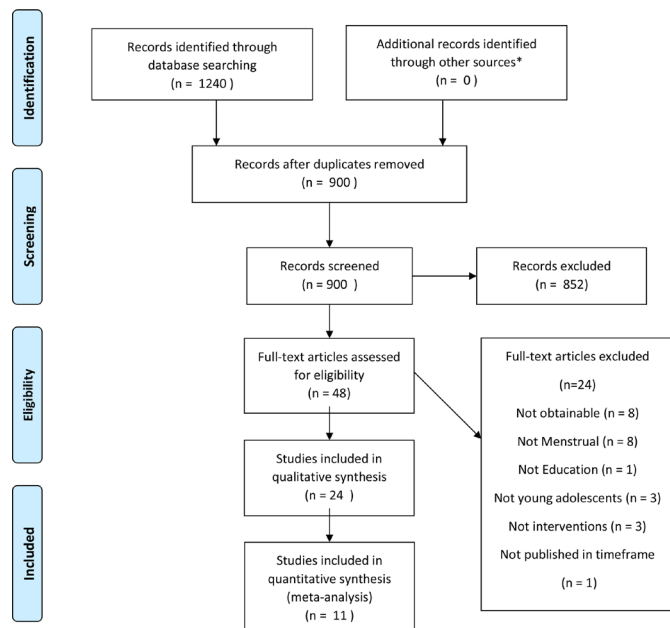 Identification
Records identified through
database searching
(n = 1240 )
Additional records identified
through other sources*
(n = 0 )
Records after duplicates removed
(n = 900 )
Screening
Records screened
(n = 900 )
Records excluded
(n = 852)
Eligibility
Full-text articles assessed
for eligibility
(n = 48)
Full-text articles excluded
(n=24)
Not obtainable (n = 8)
Not Menstrual (n = 8)
Not Education (n = 1)
Not young adolescents (n = 3)
Not interventions (n = 3)
Not published in timeframe
(n = 1)
Studies included in
qualitative synthesis
(n = 24 )
Included
Studies included in
quantitative synthesis
(meta-analysis)
(n = 11 )